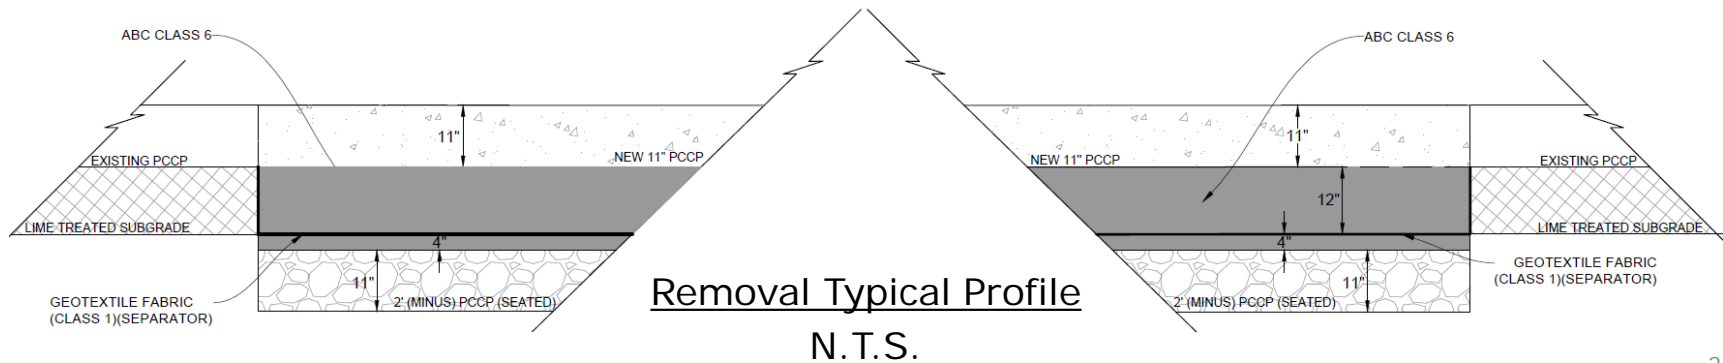 ABC CLASS 6
ABC CLASS 6
11"
11"
EXISTING PCCP
NEW 11" PCCP
NEW 11" PCCP
EXISTING PCCP
12"
LIME TREATED SUBGRADE
LIME TREATED SUBGRADE
4"
4"
11"
11"
GEOTEXTILE FABRIC
(CLASS 1)(SEPARATOR)
2' (MINUS) PCCP (SEATED)
2' (MINUS) PCCP (SEATED)
GEOTEXTILE FABRIC
(CLASS 1)(SEPARATOR)
Removal Typical Profile
N.T.S.